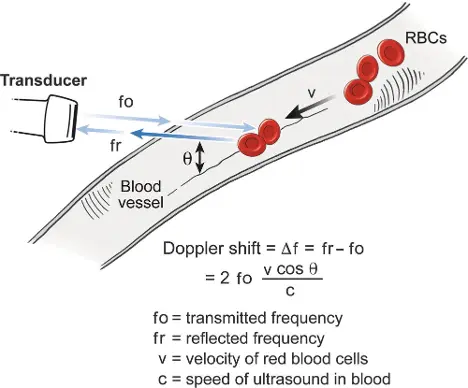 RBCs
Transducer
fo
v
fr
θ
Blood
vessel
Doppler shift = Δf = fr – fo
= 2 fo v cos θ / c
fo = transmitted frequency
fr = reflected frequency
v = velocity of red blood cells
c = speed of ultrasound in blood